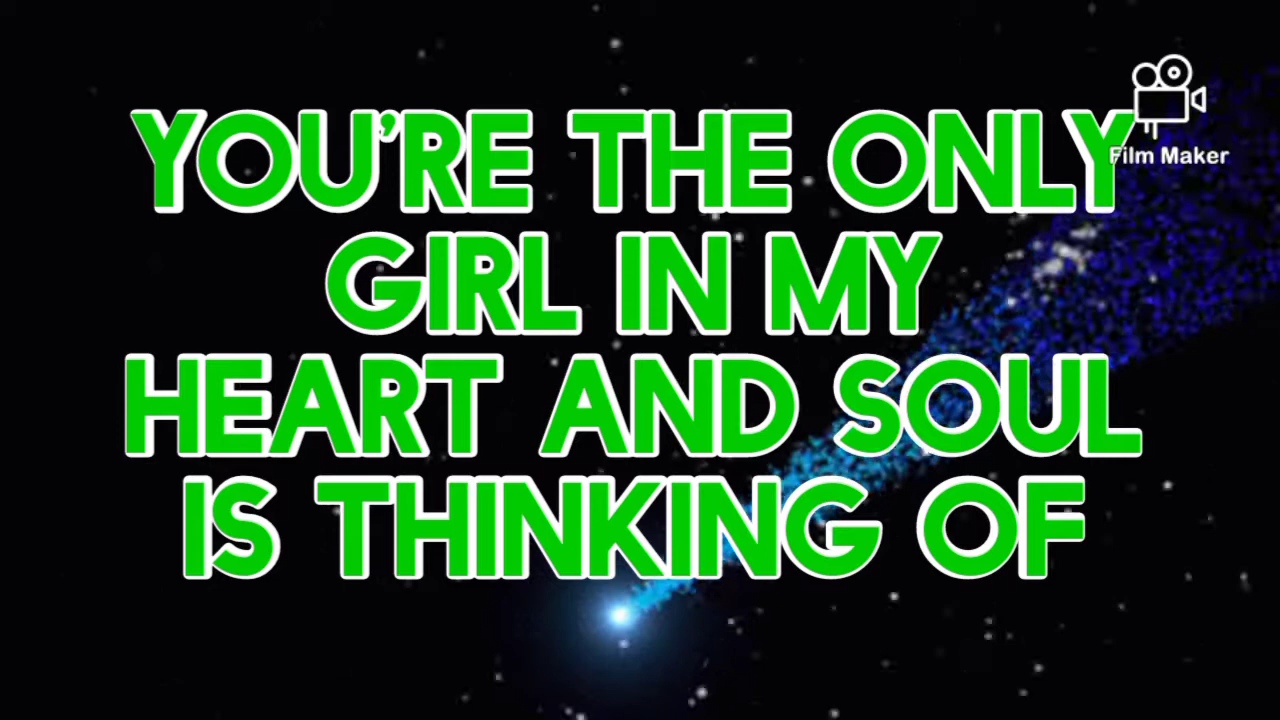 YOU'RE THE ONLY
Film Maker
GIRL IN MY
HEART AND SOUL
IS THINKING OF